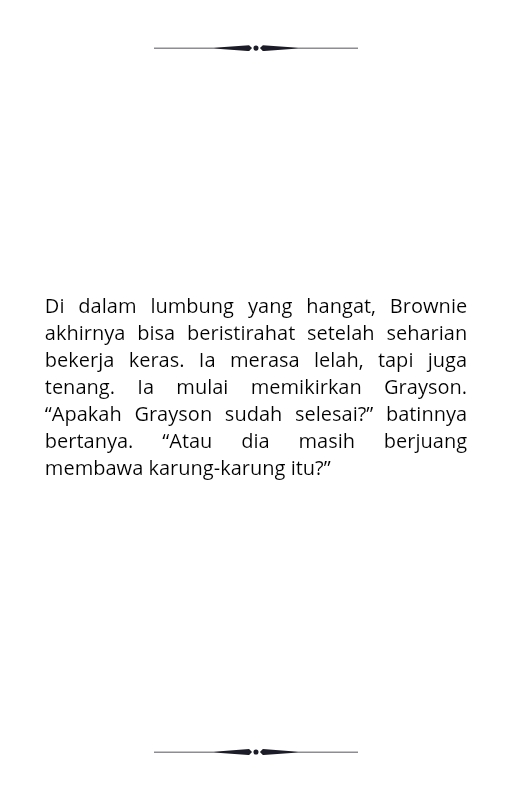 Di dalam lumbung yang hangat, Brownie
akhirnya bisa beristirahat setelah seharian
bekerja keras. Ia merasa lelah, tapi juga
tenang. Ia mulai memikirkan Grayson.
“Apakah Grayson sudah selesai?” batinnya
bertanya. “Atau dia masih berjuang
membawa karung-karung itu?”